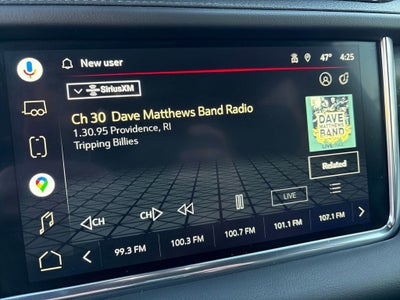 New user
47°
4:25
SiriusXM
Ch 30 Dave Matthews Band Radio
1.30.95 Providence, RI
Tripping Billies
DAVE
MATTHEWS
BAND
Related
CH
CH
LIVE
99.3 FM
100.3 FM
100.7 FM
101.1 FM
107.1 FM